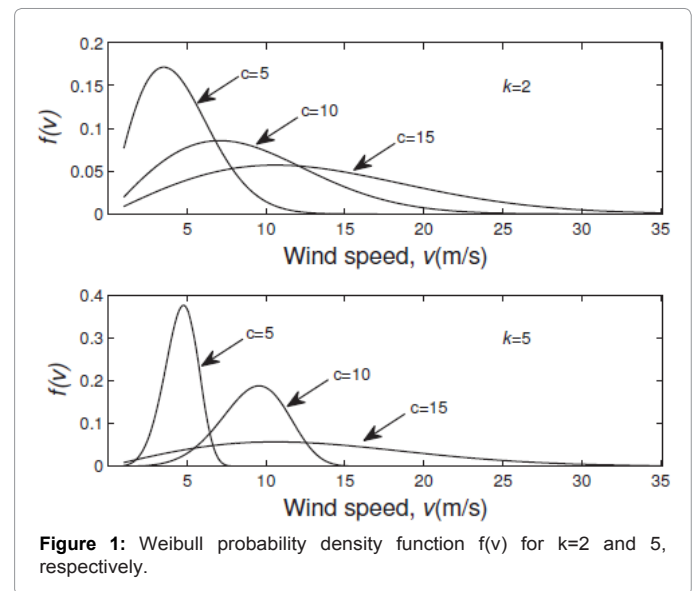 0.2
0.15
0.1
0.05
0
f(v)
c=5
c=10
c=15
k=2
5 10 15 20 25 30 35
Wind speed, v(m/s)
0.4
0.3
0.2
0.1
0
f(v)
c=5
c=10
c=15
k=5
5 10 15 20 25 30 35
Wind speed, v(m/s)
Figure 1: Weibull probability density function f(v) for k=2 and 5,
respectively.